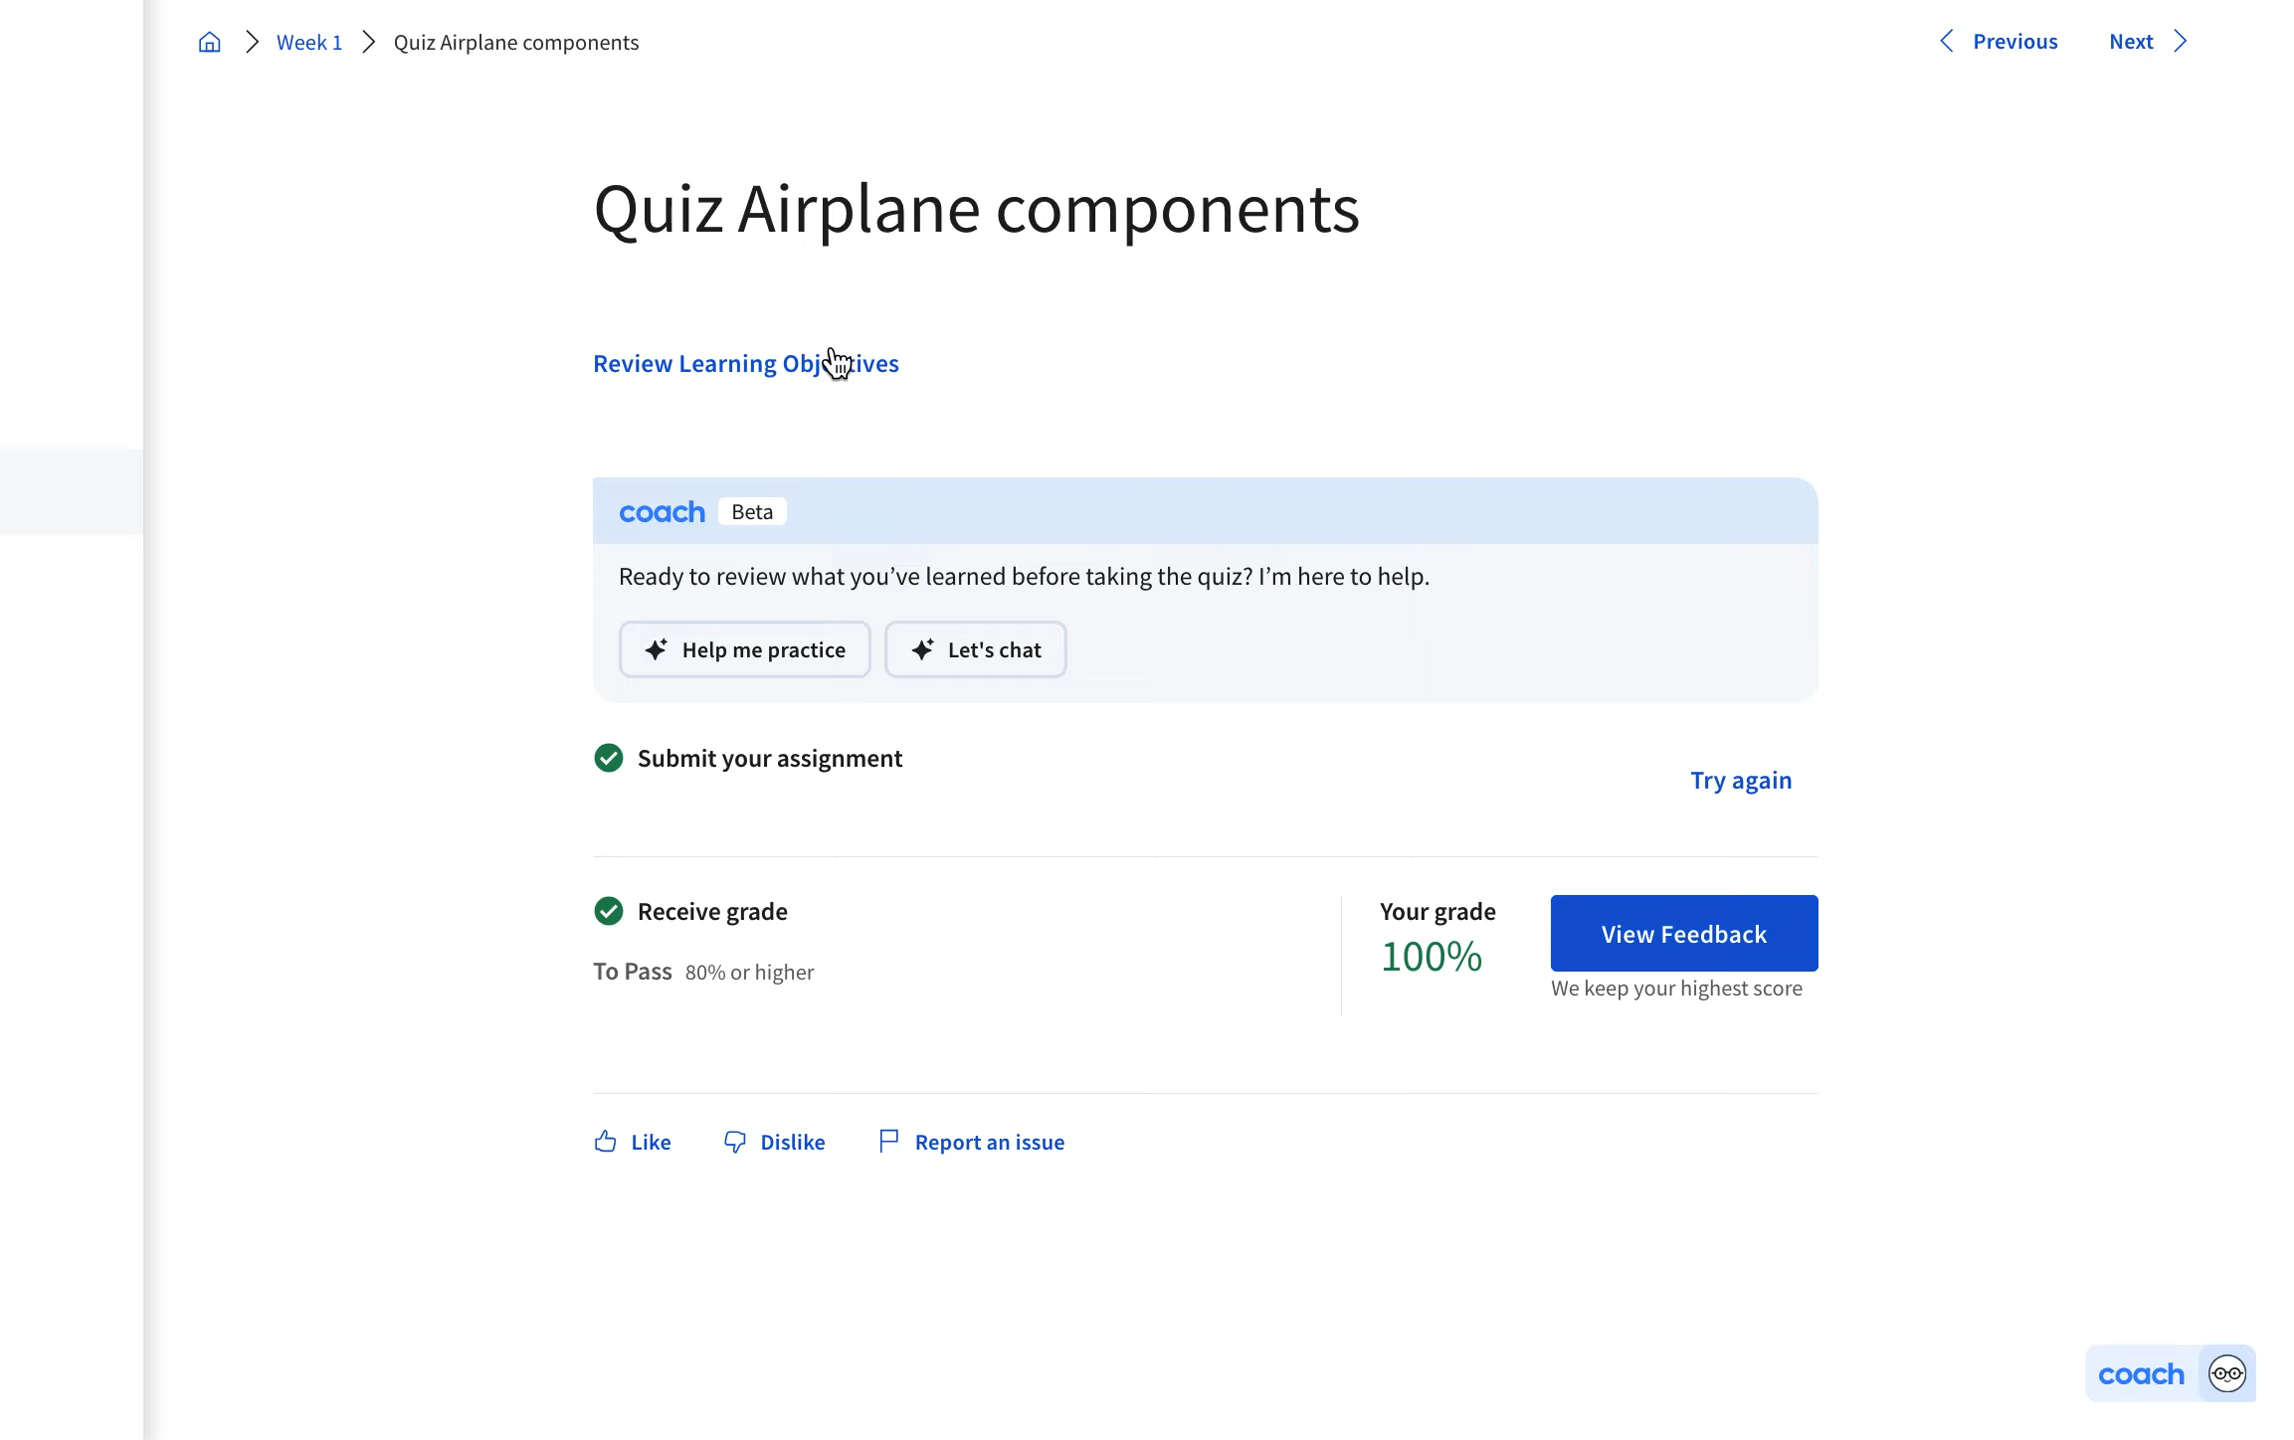 Week 1 Quiz Airplane components
Previous Next
Quiz Airplane components
Review Learning Objectives
coach Beta
Ready to review what you’ve learned before taking the quiz? I’m here to help.
Help me practice Let's chat
Submit your assignment
Try again
Receive grade
Your grade
View Feedback
100%
To Pass 80% or higher
We keep your highest score
Like Dislike Report an issue
coach